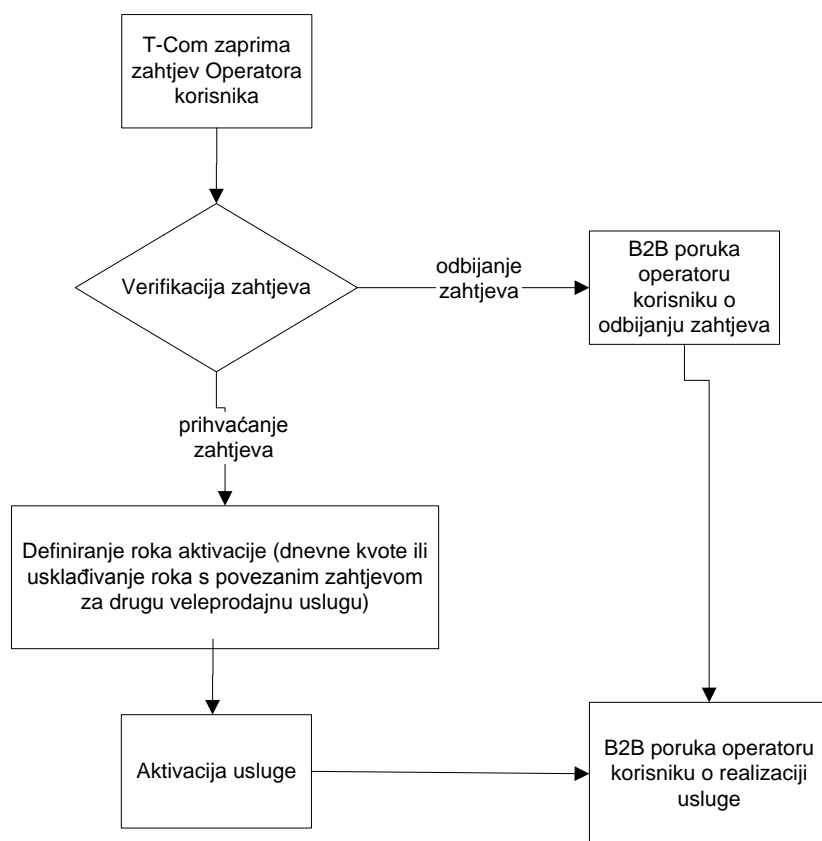 T-Com zaprima
zahtjev Operatora
korisnika
Verifikacija zahtjeva
odbijanje
zahtjeva
B2B poruka
operatoru
korisniku o
odbijanju zahtjeva
prihvaćanje
zahtjeva
Definiranje roka aktivacije (dnevne kvote ili
usklađivanje roka s povezanim zahtjevom
za drugu veleprodajnu uslugu)
Aktivacija usluge
B2B poruka operatoru
korisniku o realizaciji
usluge